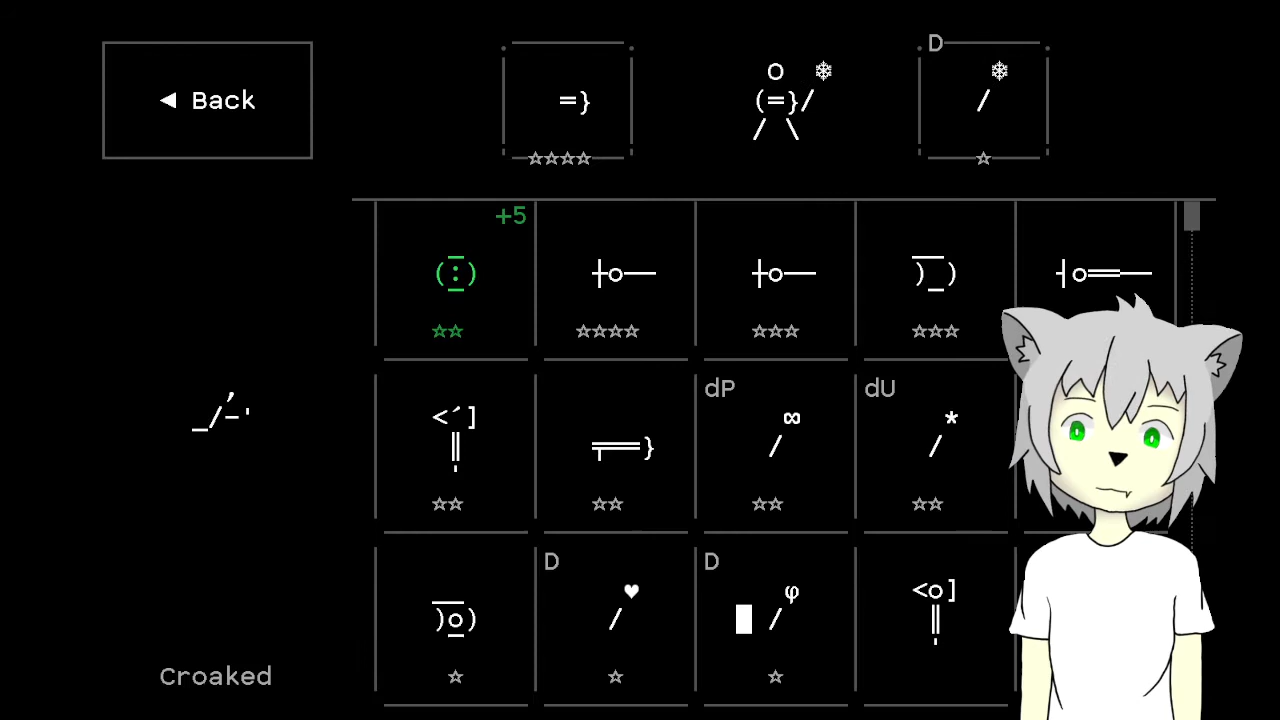 ◀ Back
=}
☆☆☆☆
O ❄
(=}/
/ \
D
❄
/
☆
+5
(:)
☆☆
┼o──
☆☆☆☆
┼o──
☆☆☆
)_)
☆☆☆
┤o══──
_/-'
<´]
‖
'
☆☆
╤══}
☆☆
dP
∞
/
☆☆
dU
*
/
☆☆
)o)
☆
D
♥
/
☆
D
φ
█ /
☆
<o]
‖
'
Croaked